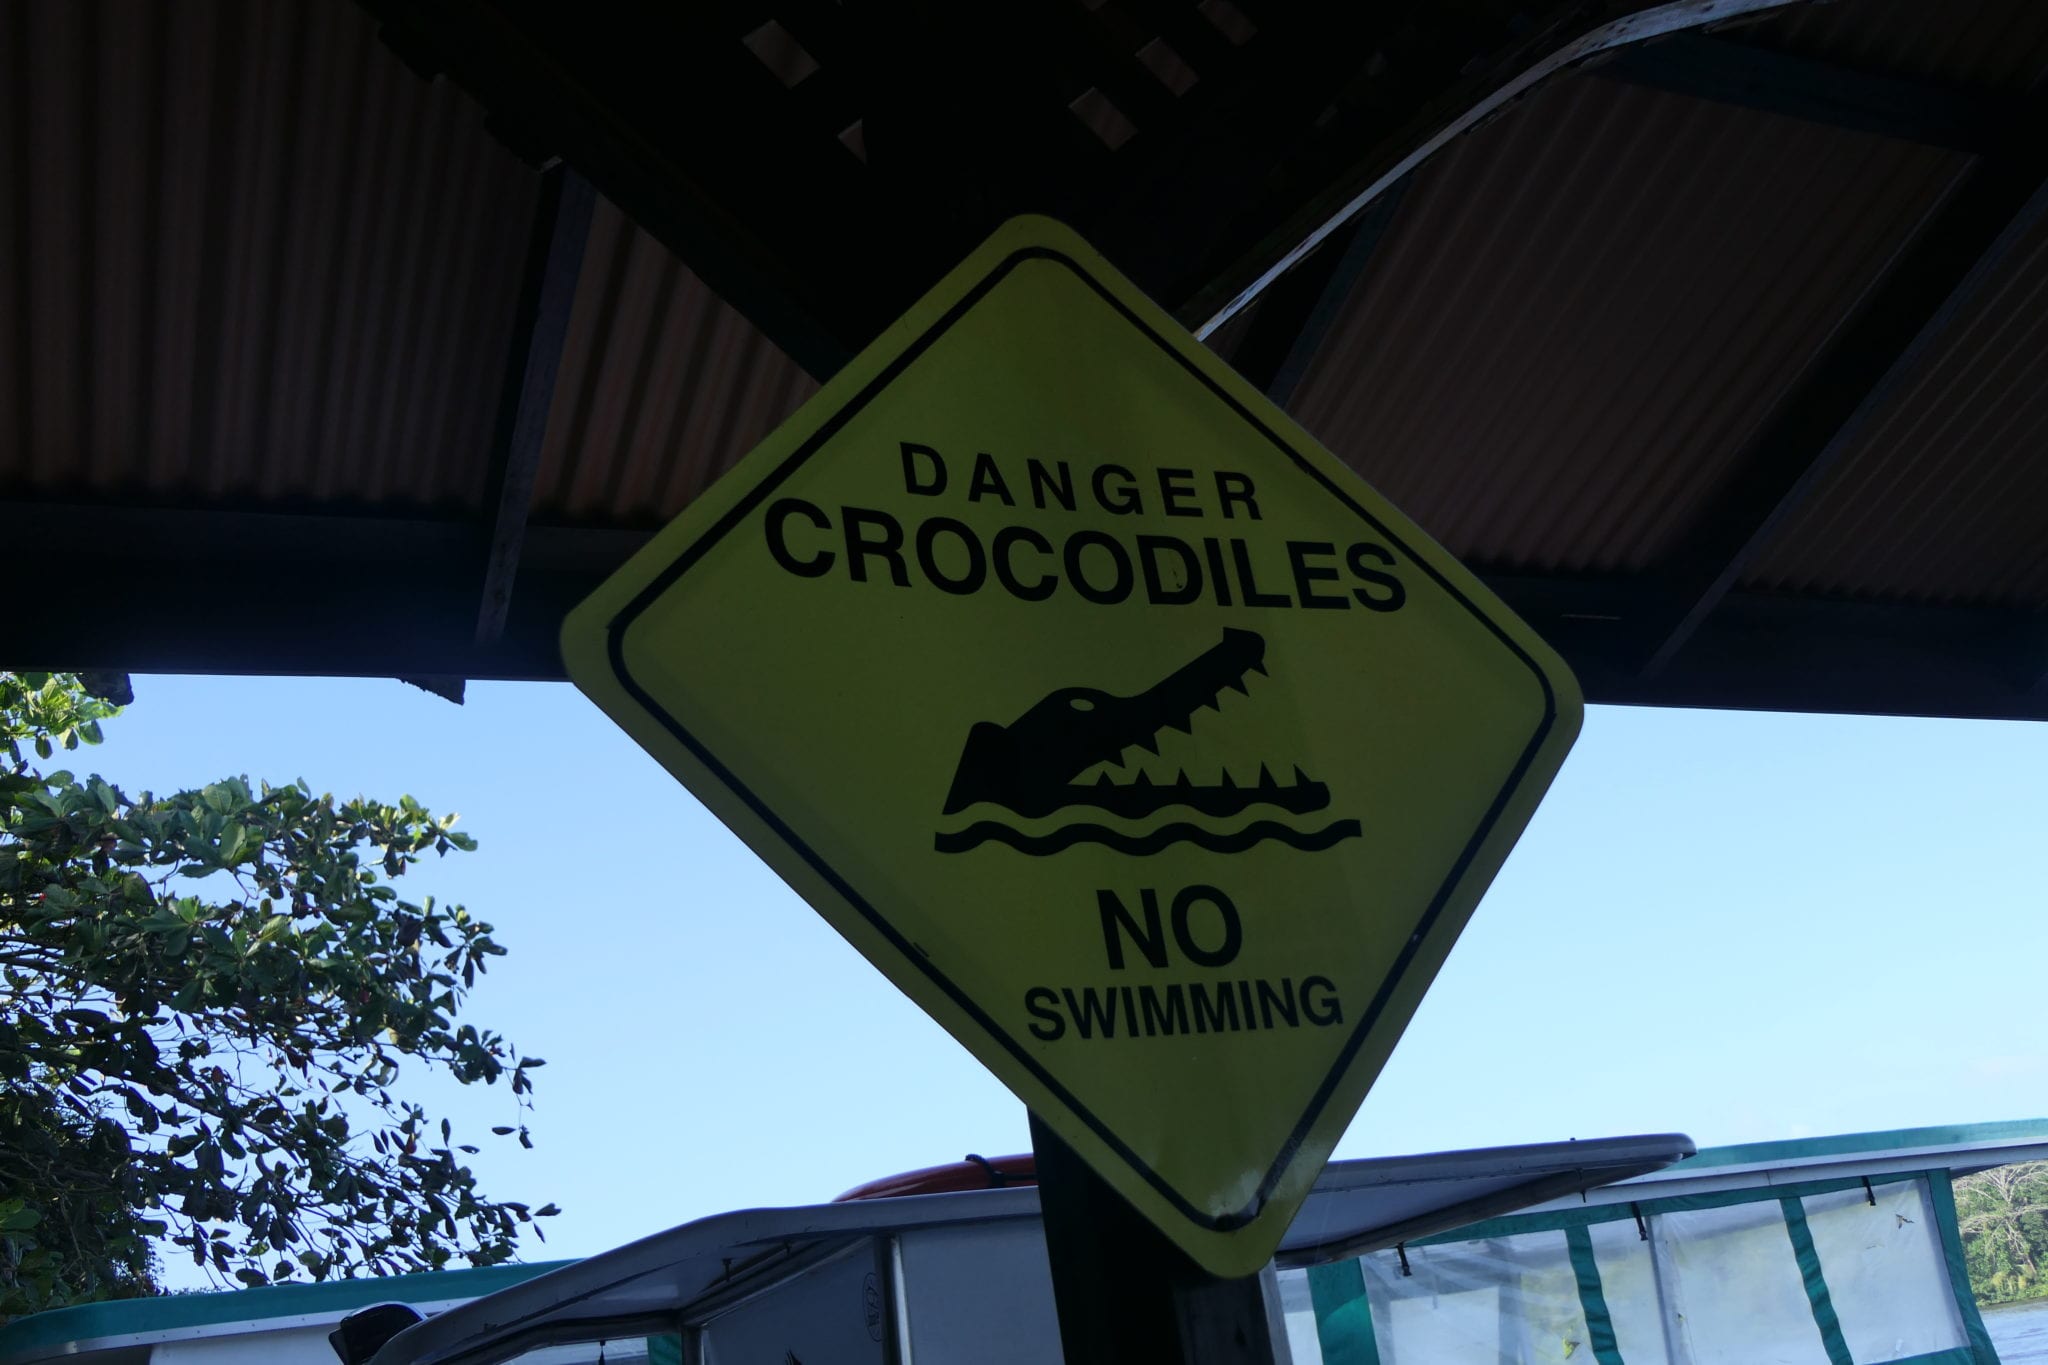 DANGER
CROCODILES
NO
SWIMMING